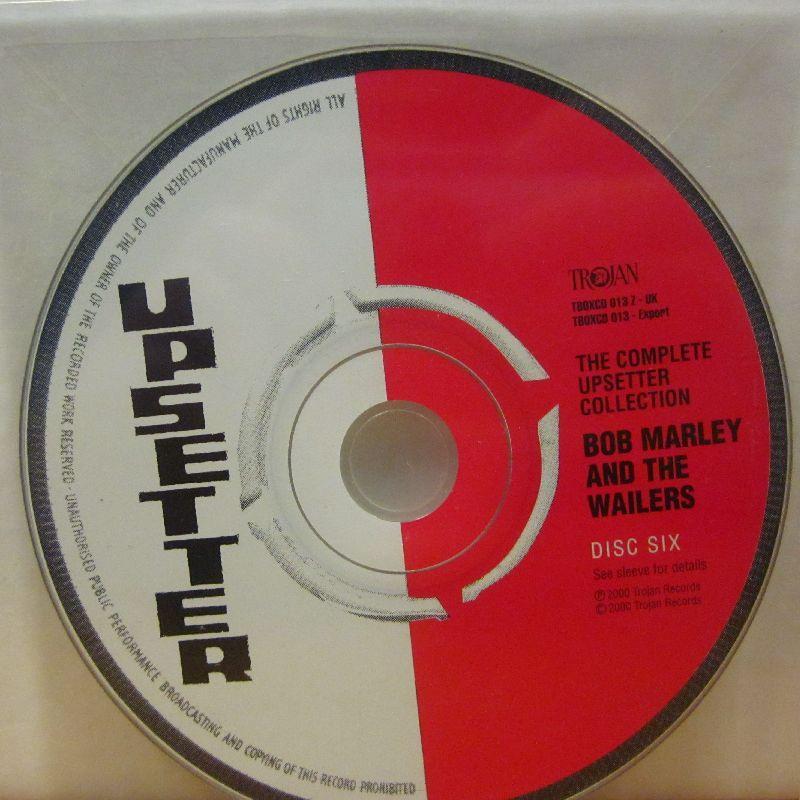 ALL RIGHTS OF THE MANUFACTURER AND OF THE OWNER OF THE RECORDED WORK RESERVED · UNAUTHORISED PUBLIC PERFORMANCE BROADCASTING AND COPYING OF THIS RECORD PROHIBITED
UPSETTER
TROJAN
TBOXCD 013 Z - UK
TBOXCD 013 - Export
THE COMPLETE
UPSETTER
COLLECTION
BOB MARLEY
AND THE
WAILERS
DISC SIX
See sleeve for details
℗ 2000 Trojan Records
© 2000 Trojan Records